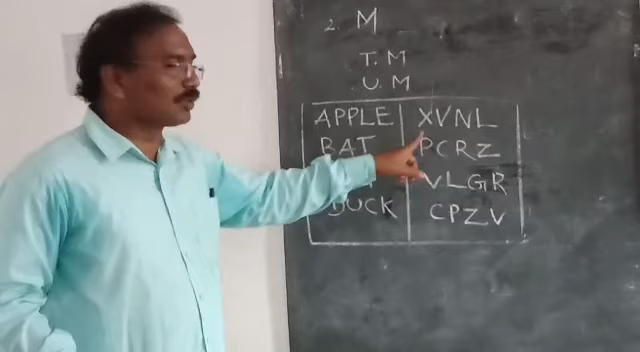 2. M
T. M
U. M
APPLE XVNL
BAT PCRZ
VLGR
DUCK CPZV